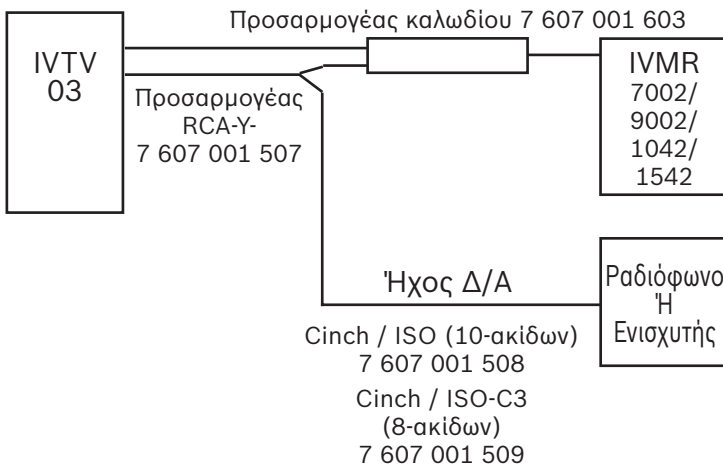 Προσαρμογέας καλωδίου 7 607 001 603
IVTV
03
Προσαρμογέας
RCA-Y-
7 607 001 507
IVMR
7002/
9002/
1042/
1542
Ήχος Δ/Α
Ραδιόφωνο
Ή
Ενισχυτής
Cinch / ISO (10-ακίδων)
7 607 001 508
Cinch / ISO-C3
(8-ακίδων)
7 607 001 509